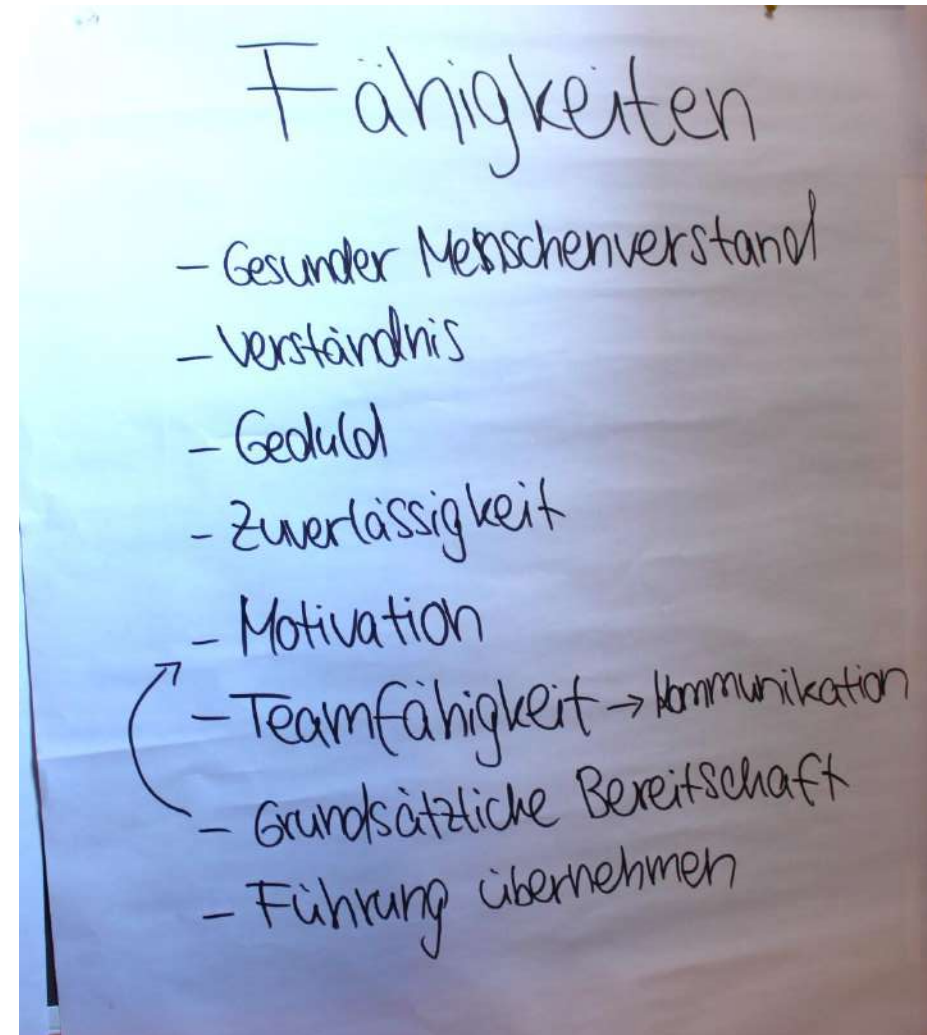 Fähigkeiten
- Gesunder Menschenverstand
- Verständnis
- Geduld
- Zuverlässigkeit
- Motivation
- Teamfähigkeit → Kommunikation
- Grundsätzliche Bereitschaft
- Führung übernehmen